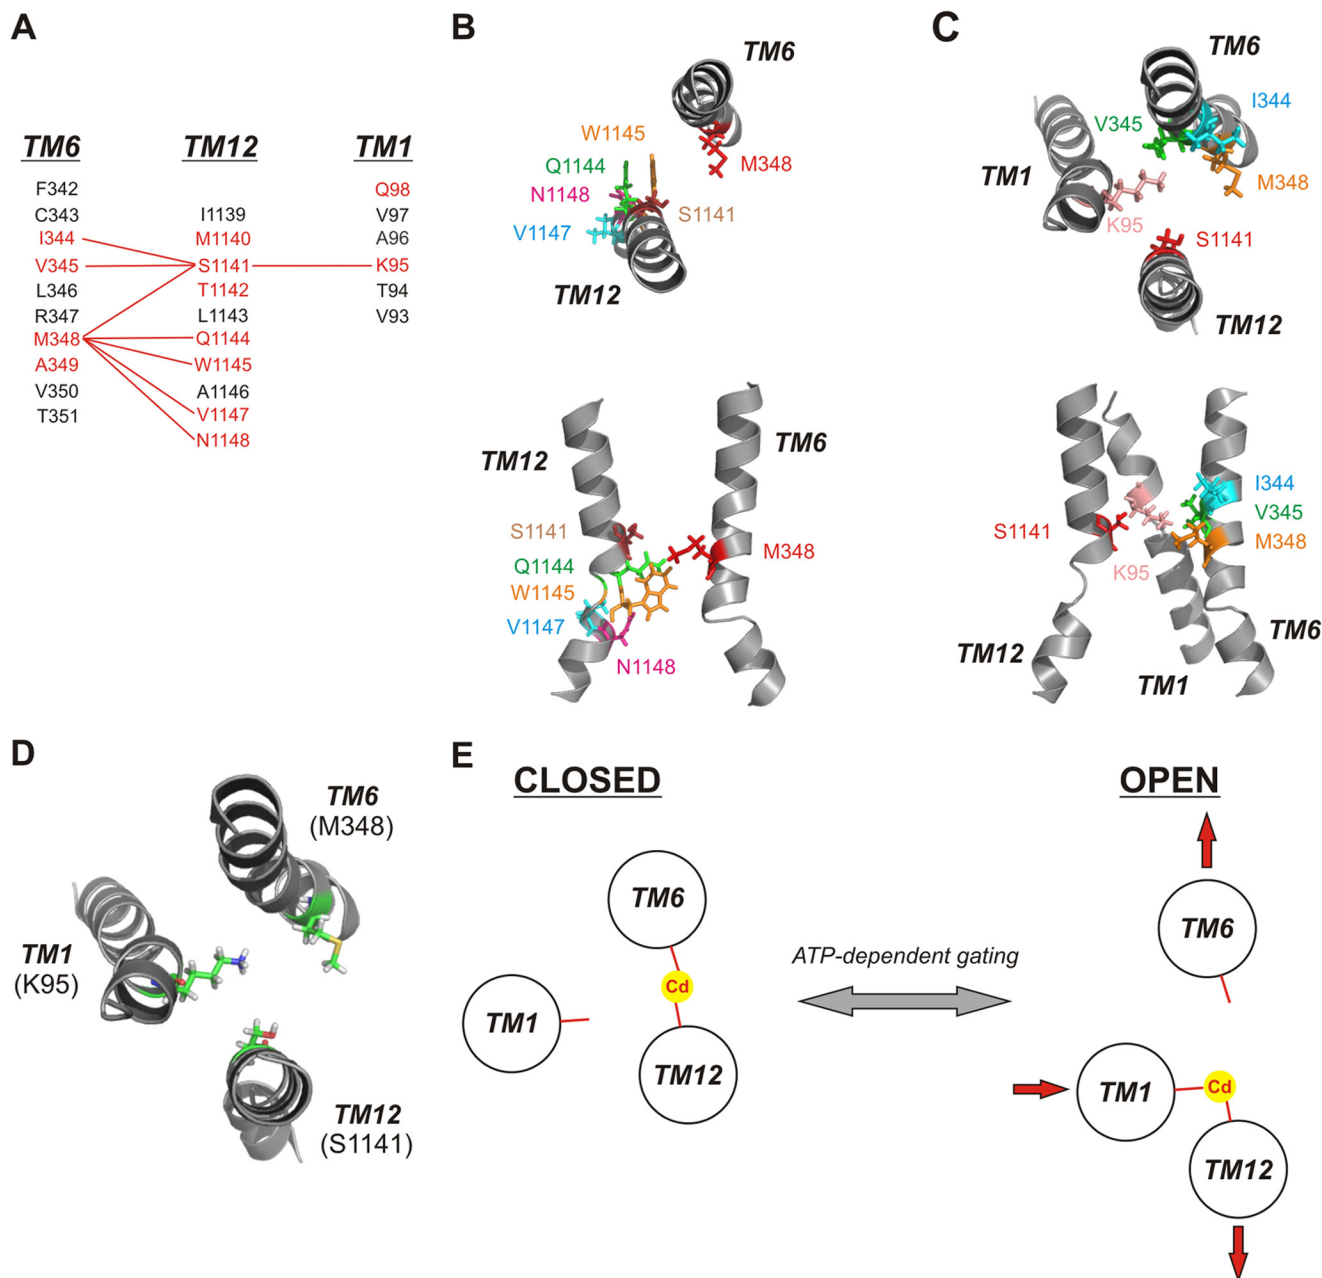 A
TM6 TM12 TM1
F342
C343
I344
V345
L346
R347
M348
A349
V350
T351
I1139
M1140
S1141
T1142
L1143
Q1144
W1145
A1146
V1147
N1148
Q98
V97
A96
K95
T94
V93
B
TM6
W1145
Q1144
M348
N1148
S1141
V1147
TM12
TM12
TM6
S1141
M348
Q1144
W1145
V1147
N1148
C
TM6
I344
V345
TM1
M348
K95
S1141
TM12
I344
V345
S1141
M348
K95
TM6
TM12
TM1
D
TM6
(M348)
TM1
(K95)
TM12
(S1141)
E
CLOSED
OPEN
TM6
Cd
TM1
TM12
ATP-dependent gating
TM6
TM1
Cd
TM12